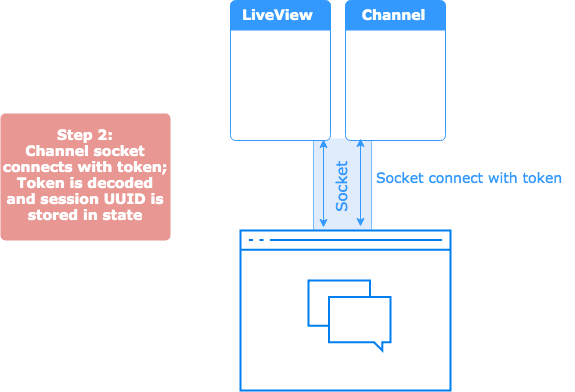 LiveView
Channel
Step 2:
Channel socket
connects with token;
Token is decoded
and session UUID is
stored in state
Socket
Socket connect with token